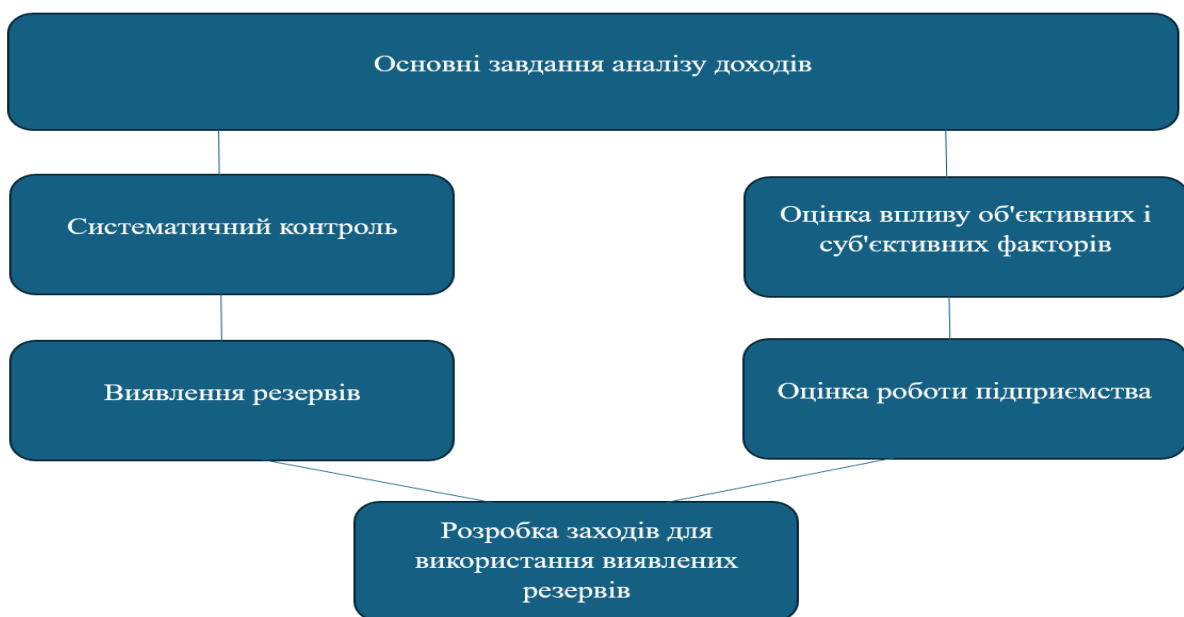 Основні завдання аналізу доходів
Систематичний контроль
Оцінка впливу об'єктивних і
суб'єктивних факторів
Виявлення резервів
Оцінка роботи підприємства
Розробка заходів для
використання виявлених
резервів